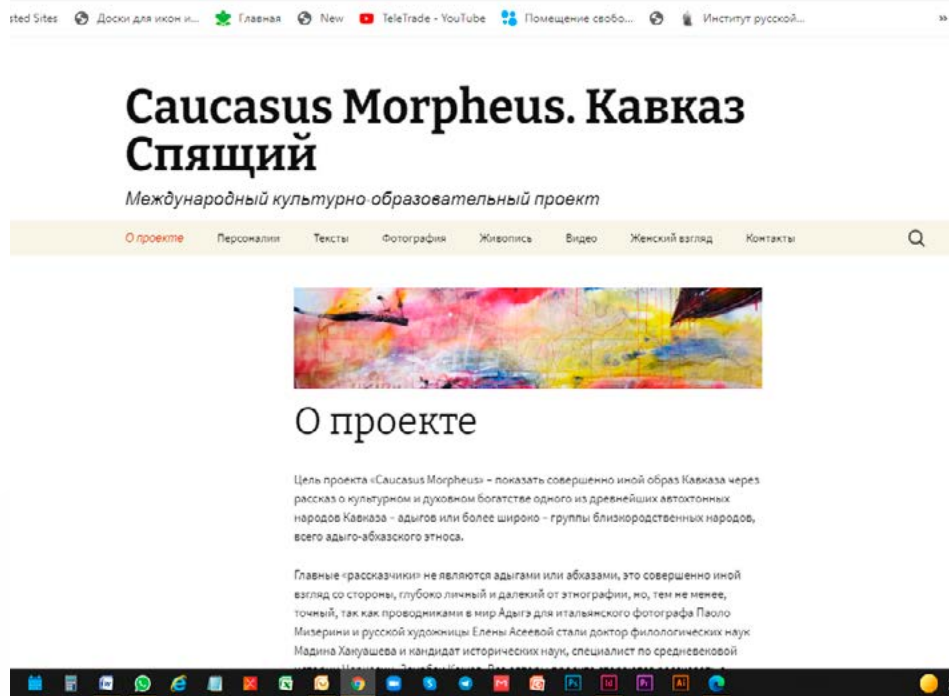 sted Sites Доски для икон и... Главная New TeleTrade - YouTube Помещение свобо... Институт русской... »
Caucasus Morpheus. Кавказ
Спящий
Международный культурно-образовательный проект
О проекте Персоналии Тексты Фотография Живопись Видео Женский взгляд Контакты
О проекте
Цель проекта «Caucasus Morpheus» – показать совершенно иной образ Кавказа через
рассказ о культурном и духовном богатстве одного из древнейших автохтонных
народов Кавказа – адыгов или более широко – группы близкородственных народов,
всего адыго-абхазского этноса.
Главные «рассказчики» не являются адыгами или абхазами, это совершенно иной
взгляд со стороны, глубоко личный и далекий от этнографии, но, тем не менее,
точный, так как проводниками в мир Адыгэ для итальянского фотографа Паоло
Мизерини и русской художницы Елены Асеевой стали доктор филологических наук
Мадина Хакуашева и кандидат исторических наук, специалист по средневековой
Ps Id Pr Ai